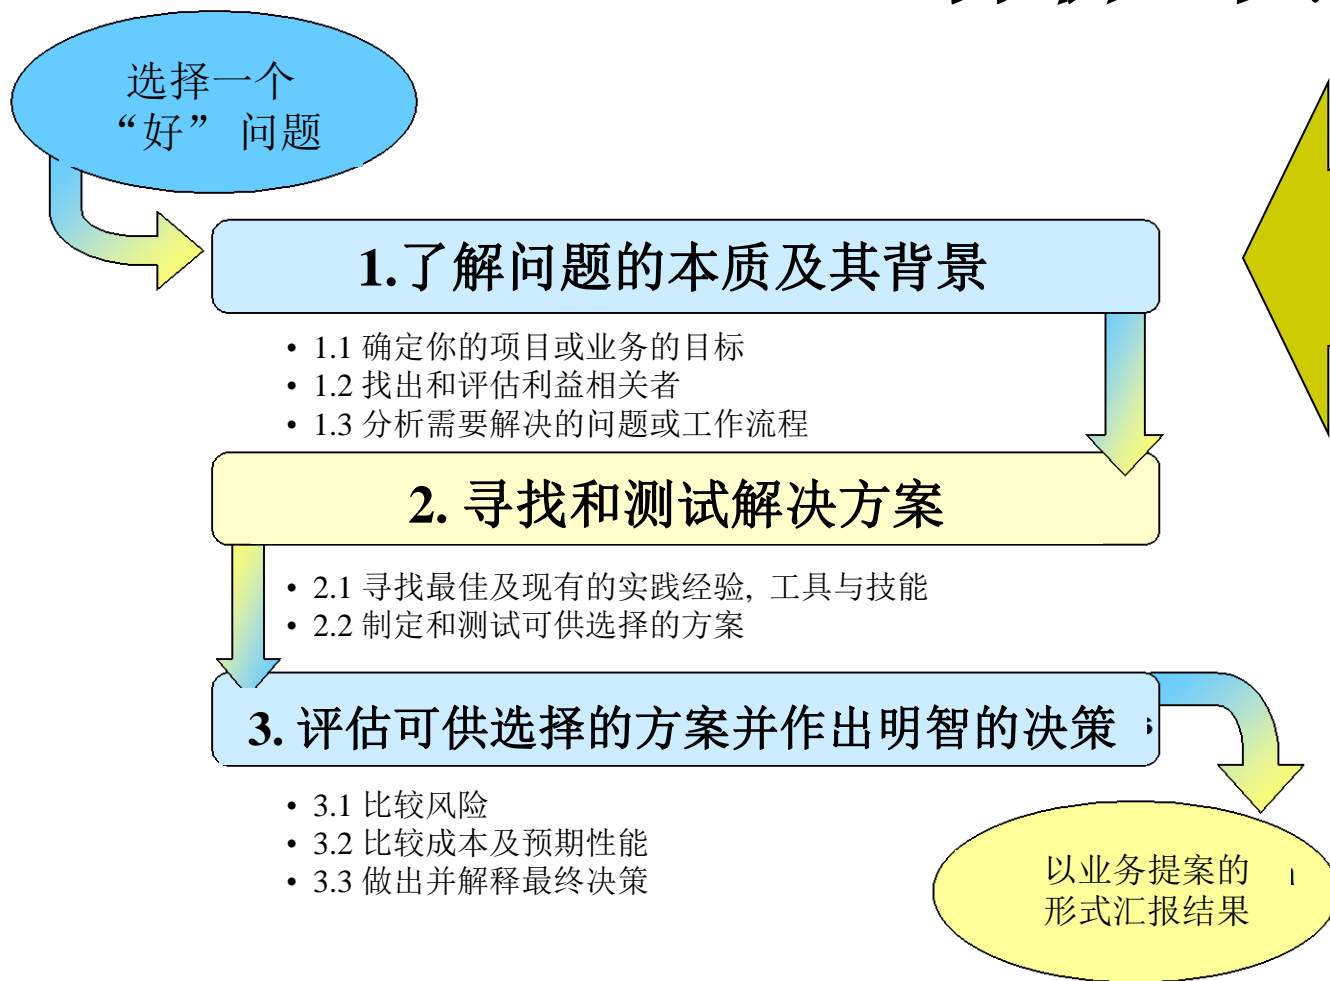 选择一个
“好” 问题
1.了解问题的本质及其背景
• 1.1 确定你的项目或业务的目标
• 1.2 找出和评估利益相关者
• 1.3 分析需要解决的问题或工作流程
2. 寻找和测试解决方案
• 2.1 寻找最佳及现有的实践经验, 工具与技能
• 2.2 制定和测试可供选择的方案
3. 评估可供选择的方案并作出明智的决策
• 3.1 比较风险
• 3.2 比较成本及预期性能
• 3.3 做出并解释最终决策
以业务提案的
形式汇报结果